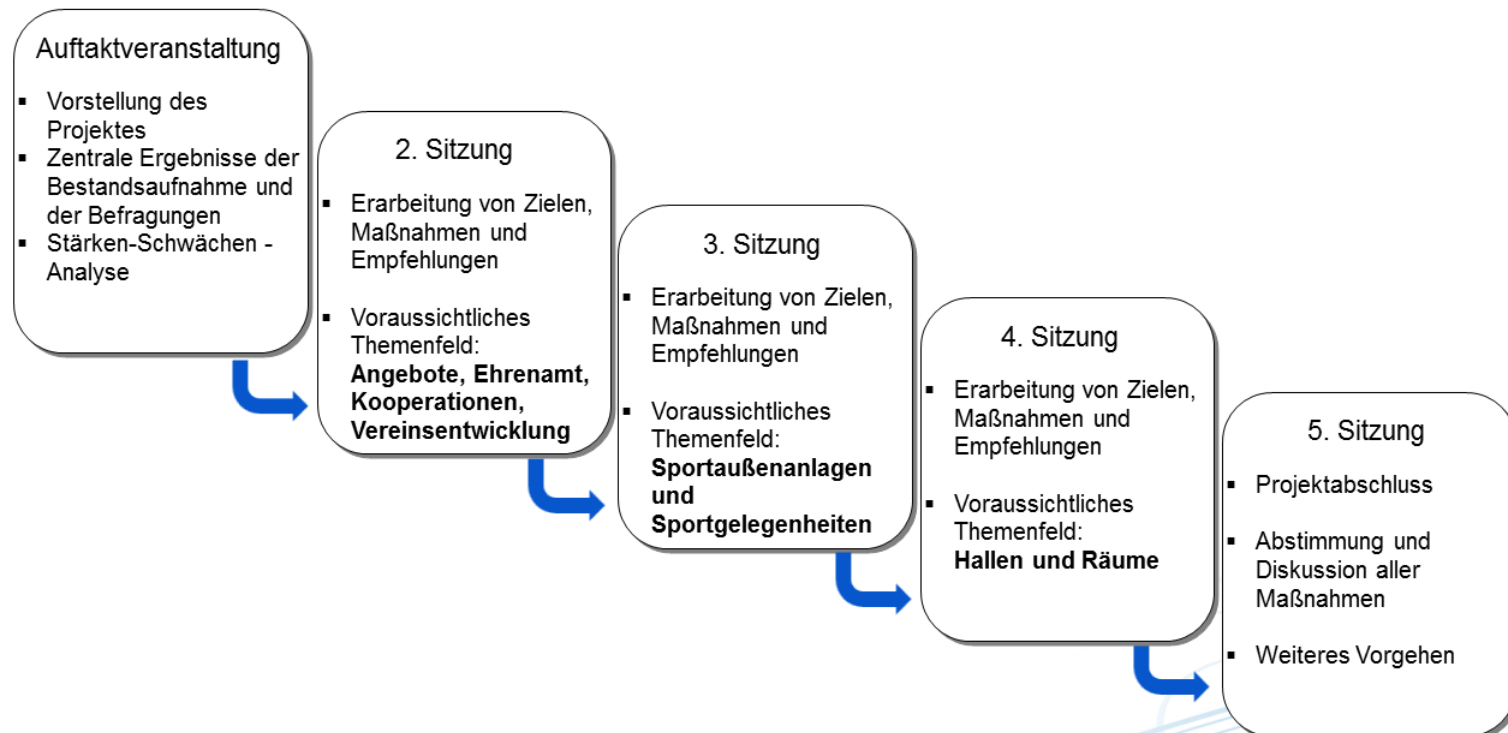 Auftaktveranstaltung
▪ Vorstellung des
Projektes
▪ Zentrale Ergebnisse der
Bestandsaufnahme und
der Befragungen
▪ Stärken-Schwächen -
Analyse
2. Sitzung
▪ Erarbeitung von Zielen,
Maßnahmen und
Empfehlungen
▪ Voraussichtliches
Themenfeld:
Angebote, Ehrenamt,
Kooperationen,
Vereinsentwicklung
3. Sitzung
▪ Erarbeitung von Zielen,
Maßnahmen und
Empfehlungen
▪ Voraussichtliches
Themenfeld:
Sportaußenanlagen
und
Sportgelegenheiten
4. Sitzung
▪ Erarbeitung von Zielen,
Maßnahmen und
Empfehlungen
▪ Voraussichtliches
Themenfeld:
Hallen und Räume
5. Sitzung
▪ Projektabschluss
▪ Abstimmung und
Diskussion aller
Maßnahmen
▪ Weiteres Vorgehen